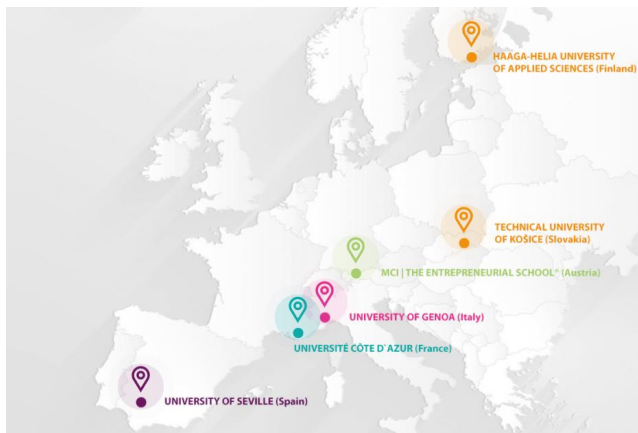 HAAGA-HELIA UNIVERSITY
OF APPLIED SCIENCES (Finland)
TECHNICAL UNIVERSITY
OF KOŠICE (Slovakia)
MCI | THE ENTREPRENEURIAL SCHOOL® (Austria)
UNIVERSITY OF GENOA (Italy)
UNIVERSITÉ CÔTE D`AZUR (France)
UNIVERSITY OF SEVILLE (Spain)